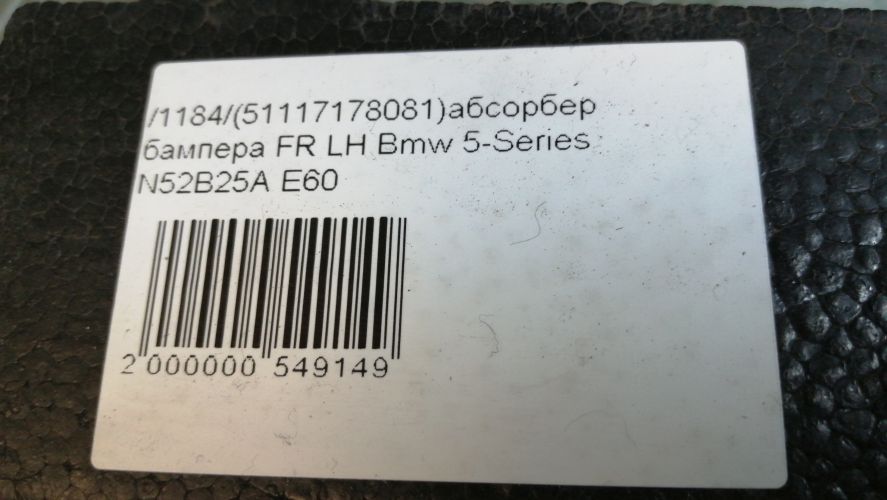 /1184/(51117178081)абсорбер
бампера FR LH Bmw 5-Series
N52B25A E60
2 000000 549149